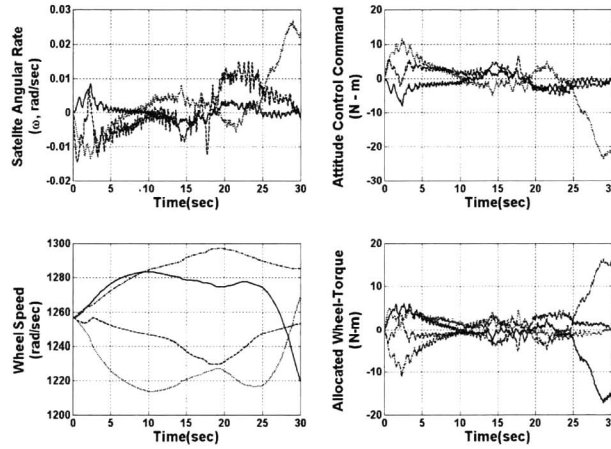 Satellite Angular Rate
(ω, rad/sec)
0.03
0.02
0.01
0
-0.01
-0.02
0 5 10 15 20 25 30
Time(sec)
Attitude Control Command
(N - m)
20
10
0
-10
-20
-30
0 5 10 15 20 25 30
Time(sec)
Wheel Speed
(rad/sec)
1300
1280
1260
1240
1220
1200
0 5 10 15 20 25 30
Time(sec)
Allocated Wheel-Torque
(N-m)
20
10
0
-10
-20
0 5 10 15 20 25 30
Time(sec)